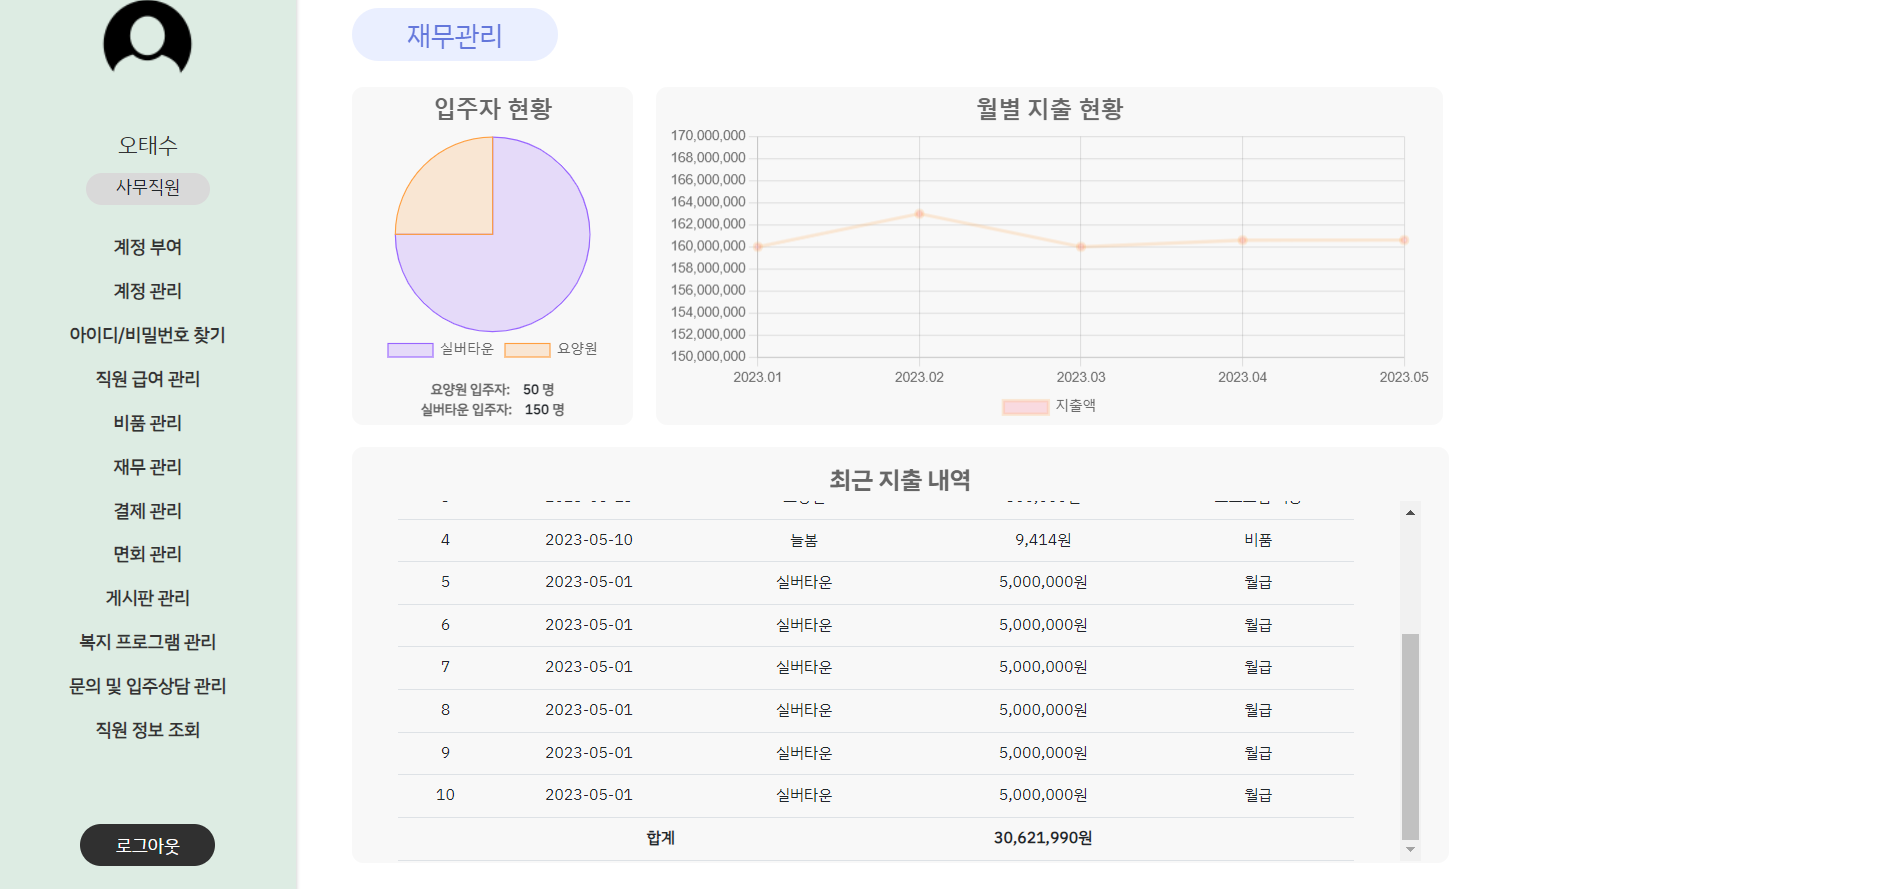 오태수
사무직원
계정 부여
계정 관리
아이디/비밀번호 찾기
직원 급여 관리
비품 관리
재무 관리
결제 관리
면회 관리
게시판 관리
복지 프로그램 관리
문의 및 입주상담 관리
직원 정보 조회
로그아웃
재무관리
입주자 현황
실버타운 요양원
요양원 입주자: 50 명
실버타운 입주자: 150 명
월별 지출 현황
170,000,000
168,000,000
166,000,000
164,000,000
162,000,000
160,000,000
158,000,000
156,000,000
154,000,000
152,000,000
150,000,000
2023.01 2023.02 2023.03 2023.04 2023.05
지출액
최근 지출 내역
4 2023-05-10 늘봄 9,414원 비품
5 2023-05-01 실버타운 5,000,000원 월급
6 2023-05-01 실버타운 5,000,000원 월급
7 2023-05-01 실버타운 5,000,000원 월급
8 2023-05-01 실버타운 5,000,000원 월급
9 2023-05-01 실버타운 5,000,000원 월급
10 2023-05-01 실버타운 5,000,000원 월급
합계 30,621,990원